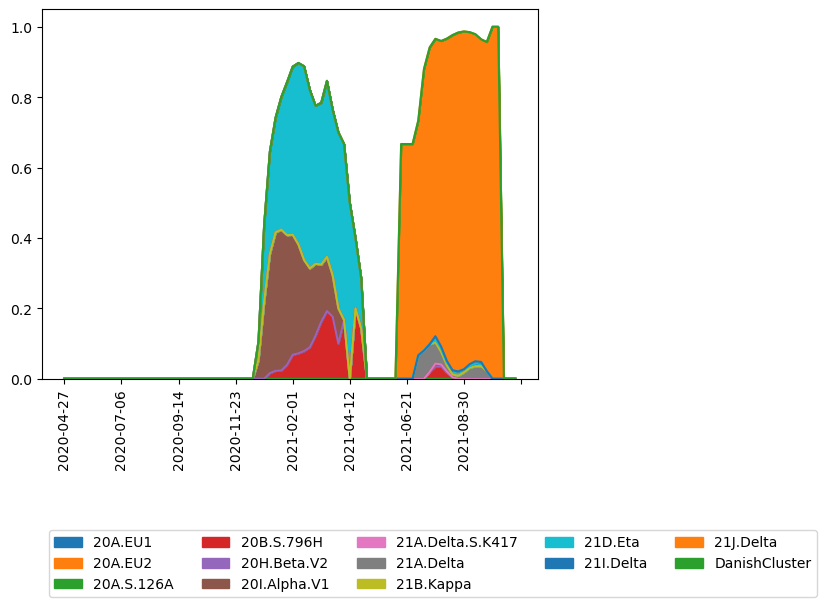 1.0
0.8
0.6
0.4
0.2
0.0
2020-04-27
2020-07-06
2020-09-14
2020-11-23
2021-02-01
2021-04-12
2021-06-21
2021-08-30
20A.EU1
20A.EU2
20A.S.126A
20B.S.796H
20H.Beta.V2
20I.Alpha.V1
21A.Delta.S.K417
21A.Delta
21B.Kappa
21D.Eta
21I.Delta
21J.Delta
DanishCluster